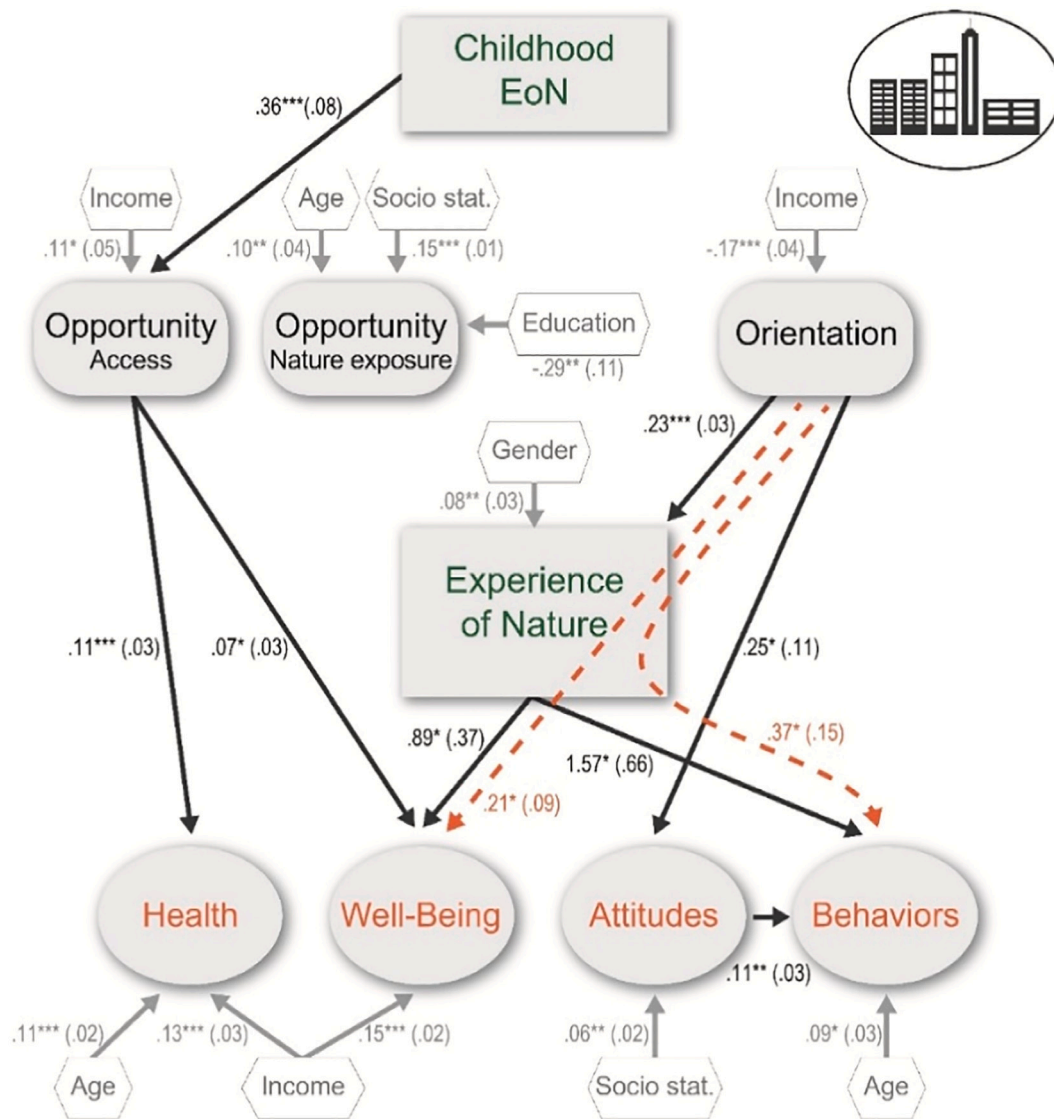 Childhood
EoN
.36***(.08)
Income
Age
Socio stat.
Income
.11* (.05)
.10** (.04)
.15*** (.01)
-.17*** (.04)
Opportunity
Access
Opportunity
Nature exposure
Education
-.29** (.11)
Orientation
.23*** (.03)
Gender
.08** (.03)
Experience
of Nature
.11*** (.03)
.07* (.03)
.25* (.11)
.89* (.37)
1.57* (.66)
.37* (.15)
.21* (.09)
Health
Well-Being
Attitudes
Behaviors
.11** (.03)
.11*** (.02)
.13*** (.03)
.15*** (.02)
.06** (.02)
.09* (.03)
Age
Income
Socio stat.
Age